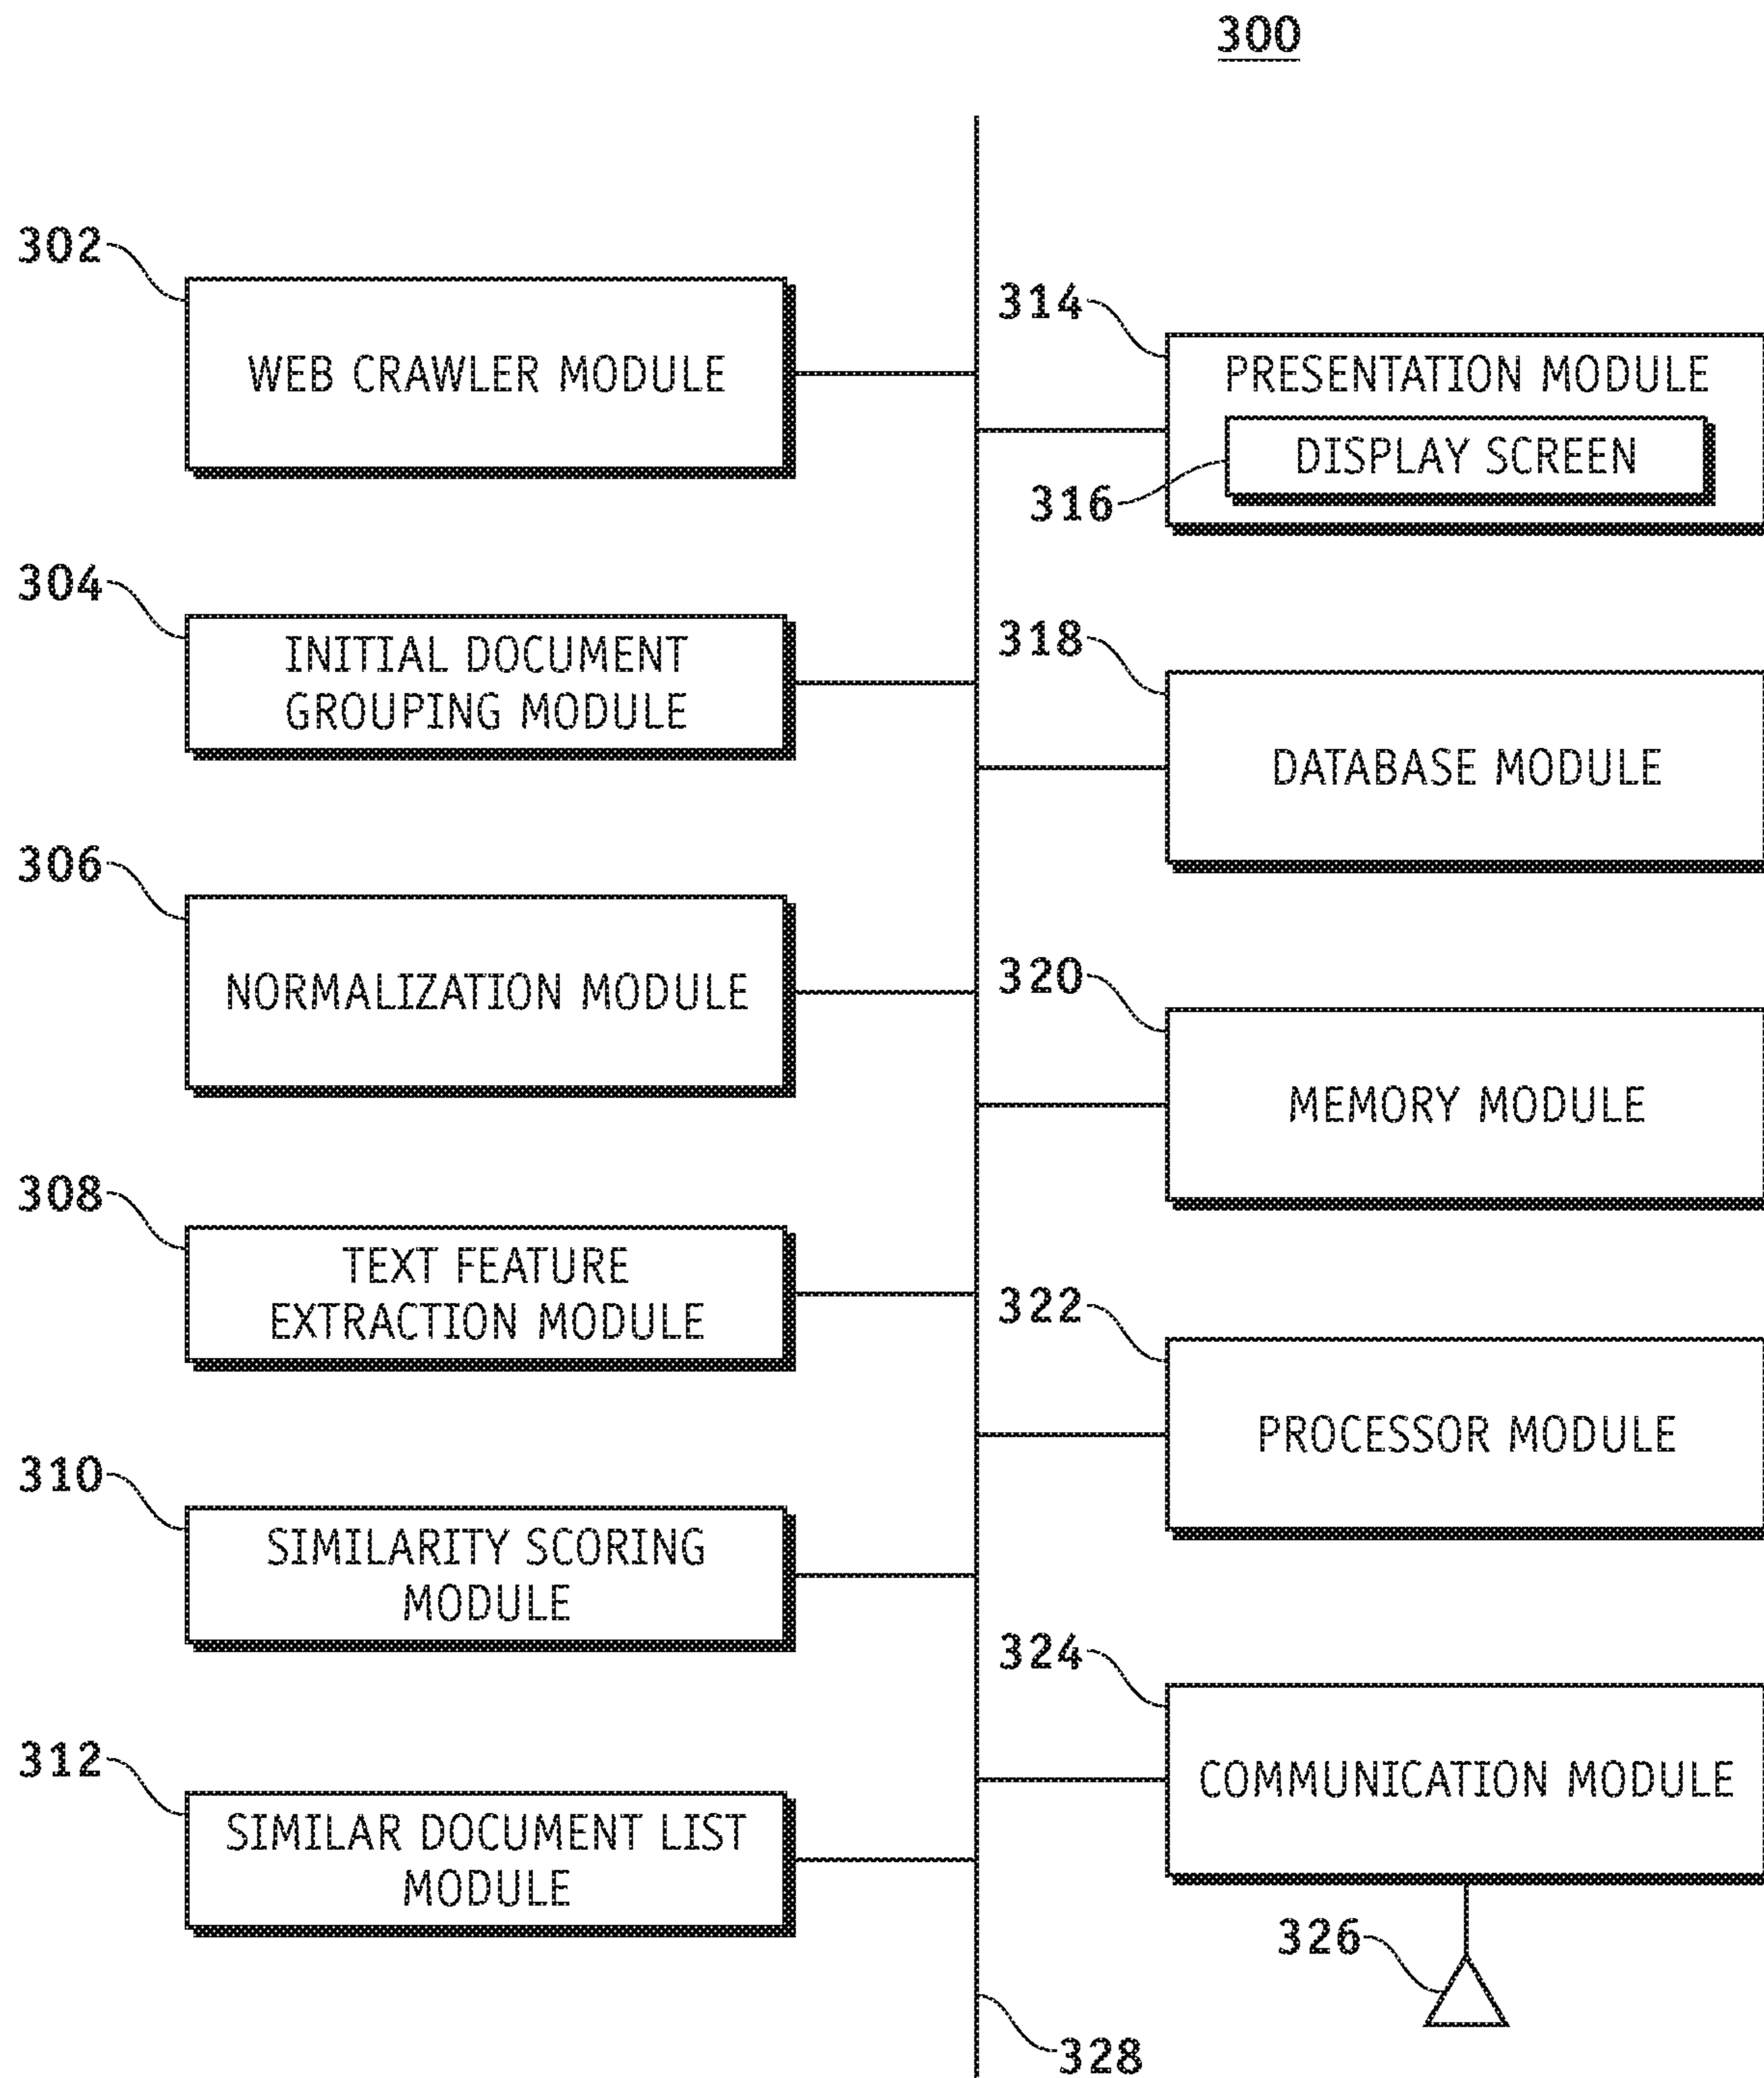 300
302
WEB CRAWLER MODULE
304
INITIAL DOCUMENT
GROUPING MODULE
306
NORMALIZATION MODULE
308
TEXT FEATURE
EXTRACTION MODULE
310
SIMILARITY SCORING
MODULE
312
SIMILAR DOCUMENT LIST
MODULE
314
PRESENTATION MODULE
DISPLAY SCREEN
316
318
DATABASE MODULE
320
MEMORY MODULE
322
PROCESSOR MODULE
324
COMMUNICATION MODULE
326
328